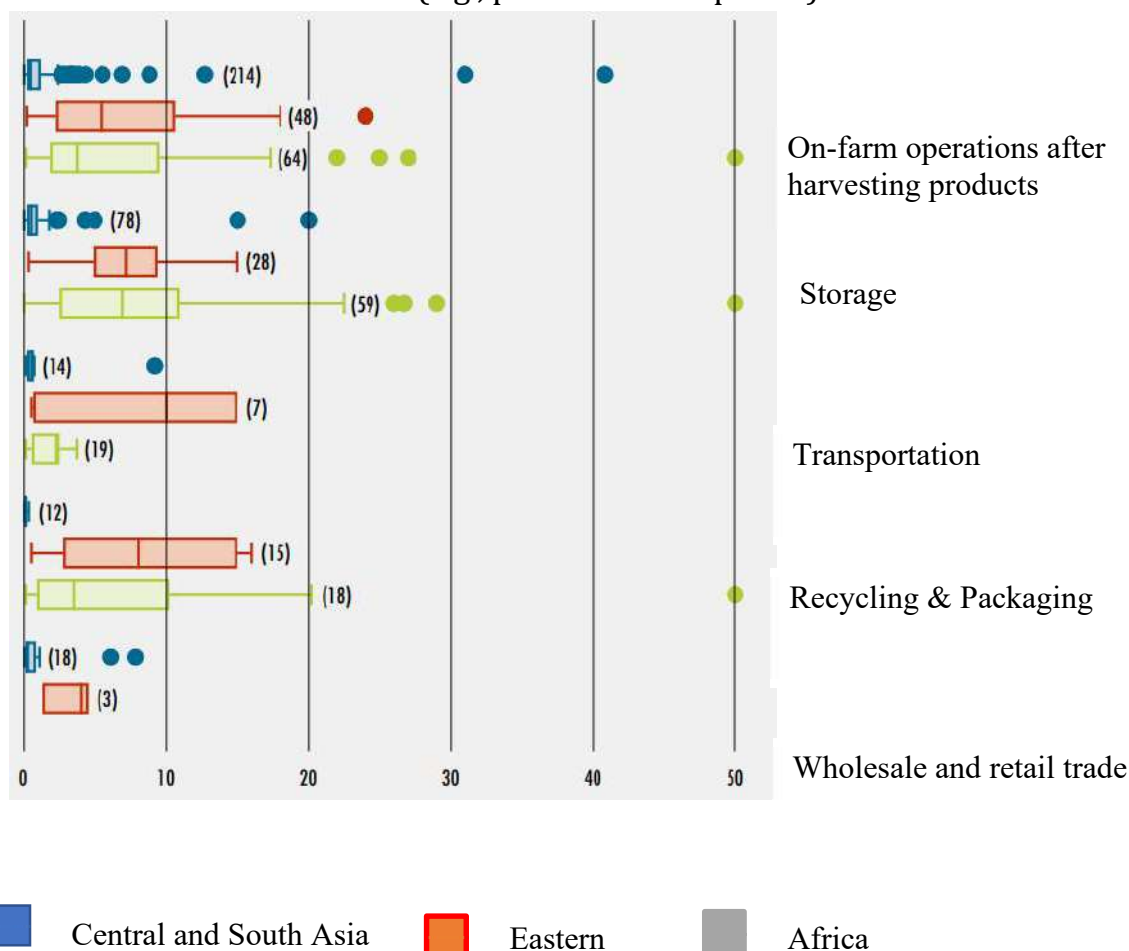 (214)
(48)
(64)
On-farm operations after
harvesting products
(78)
(28)
(59)
Storage
(14)
(7)
(19)
Transportation
(12)
(15)
(18)
Recycling & Packaging
(18)
(3)
0 10 20 30 40 50
Wholesale and retail trade
Central and South Asia Eastern Africa